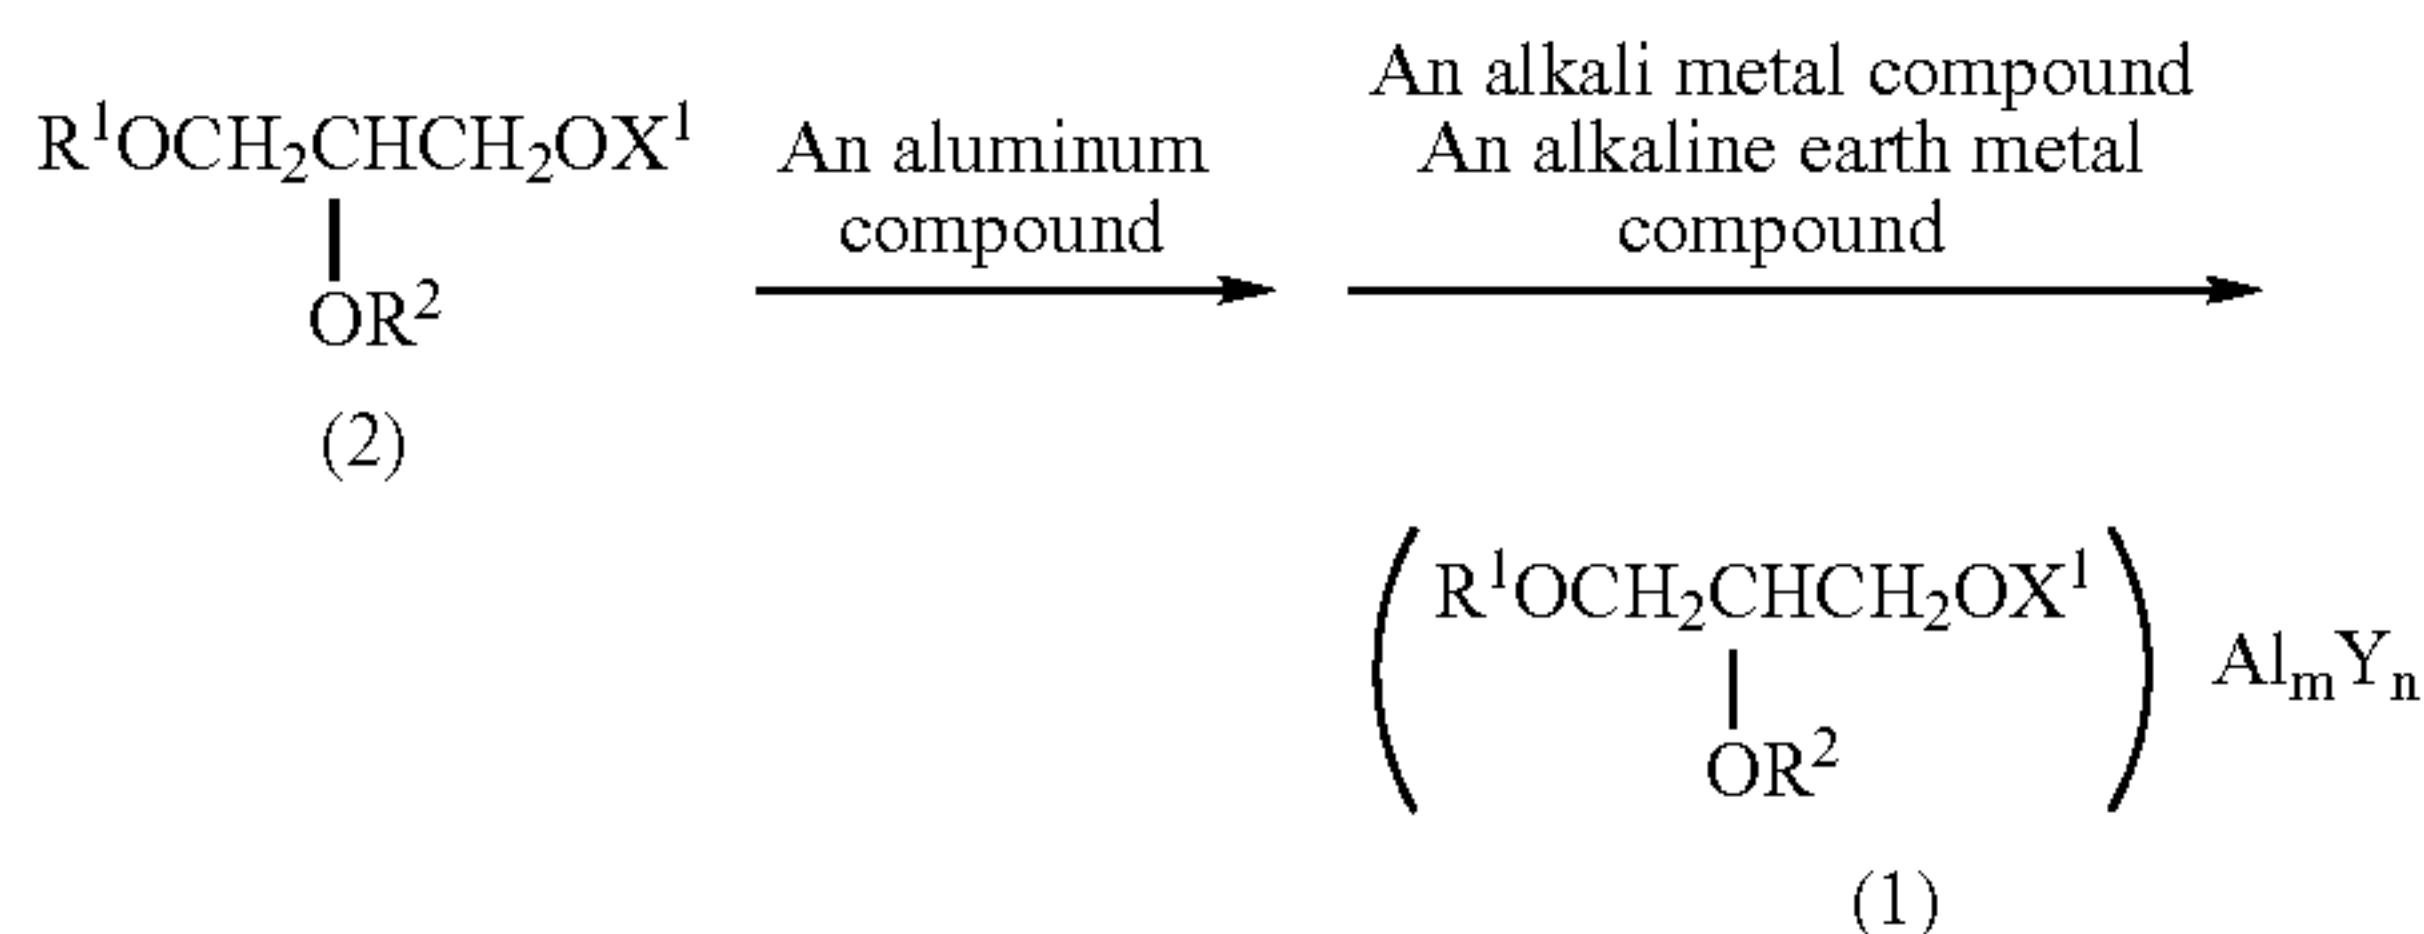 R¹OCH₂CHCH₂OX¹
OR²
(2)
An aluminum
compound
An alkali metal compound
An alkaline earth metal
compound
R¹OCH₂CHCH₂OX¹
OR²
AlₘYₙ
(1)